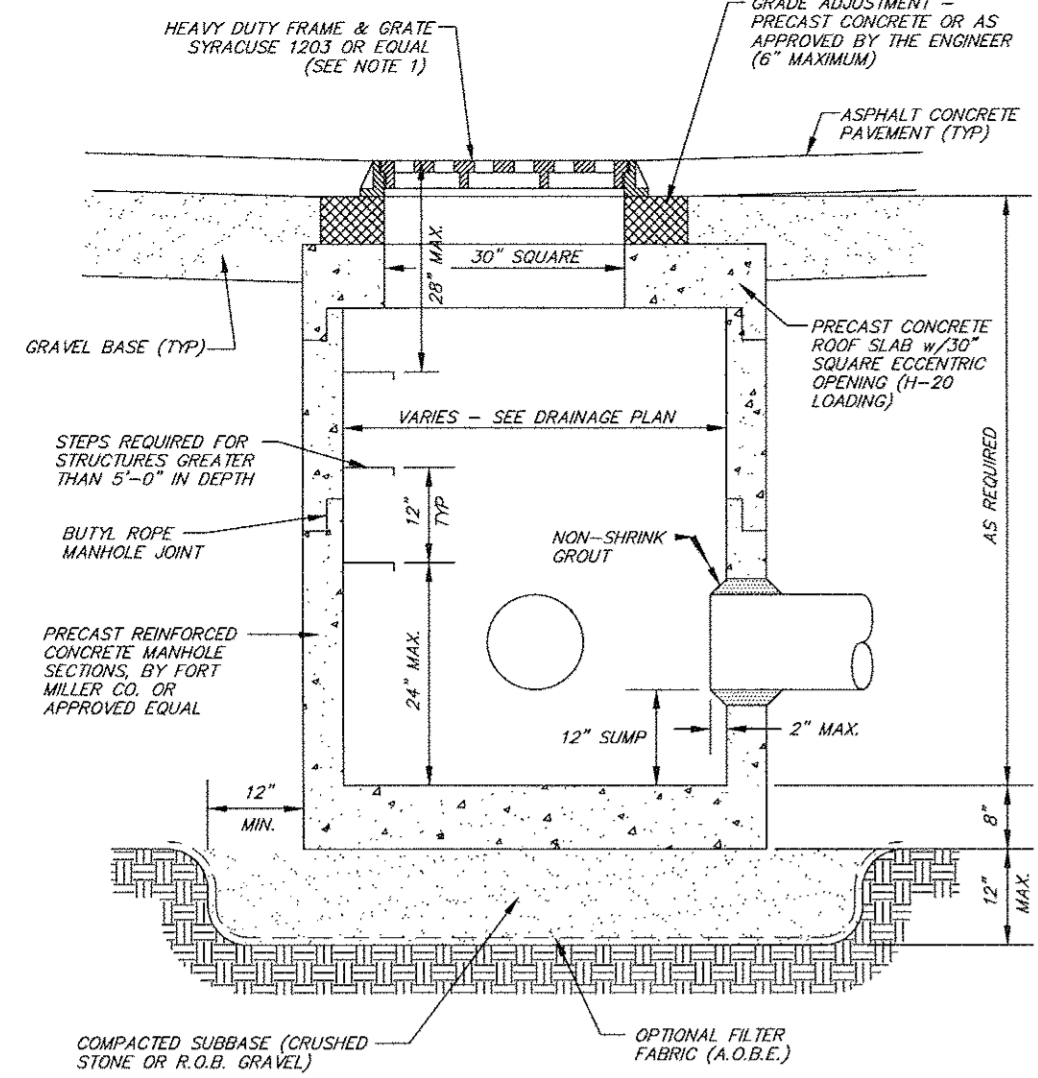 HEAVY DUTY FRAME & GRATE
SYRACUSE 1203 OR EQUAL
(SEE NOTE 1)
GRADE ADJUSTMENT –
PRECAST CONCRETE OR AS
APPROVED BY THE ENGINEER
(6" MAXIMUM)
ASPHALT CONCRETE
PAVEMENT (TYP)
28" MAX.
30" SQUARE
GRAVEL BASE (TYP)
PRECAST CONCRETE
ROOF SLAB w/30"
SQUARE ECCENTRIC
OPENING (H-20
LOADING)
VARIES – SEE DRAINAGE PLAN
STEPS REQUIRED FOR
STRUCTURES GREATER
THAN 5'-0" IN DEPTH
12"
TYP
AS REQUIRED
BUTYL ROPE
MANHOLE JOINT
NON-SHRINK
GROUT
PRECAST REINFORCED
CONCRETE MANHOLE
SECTIONS, BY FORT
MILLER CO. OR
APPROVED EQUAL
24" MAX.
12" SUMP
2" MAX.
12"
MIN.
8"
12"
MAX.
COMPACTED SUBBASE (CRUSHED
STONE OR R.O.B. GRAVEL)
OPTIONAL FILTER
FABRIC (A.O.B.E.)